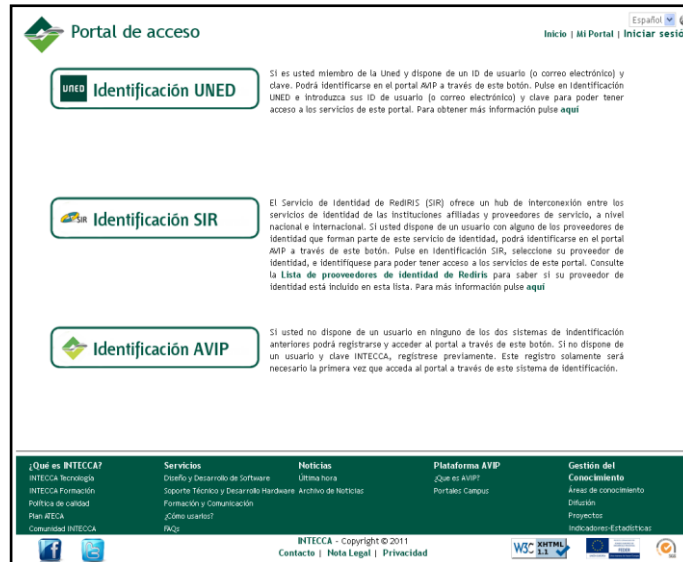 Portal de acceso
Español
Inicio | Mi Portal | Iniciar sesió
UNED Identificación UNED
Si es usted miembro de la Uned y dispone de un ID de usuario (o correo electrónico) y
clave. Podrá identificarse en el portal AVIP a través de este botón. Pulse en Identificación
UNED e introduzca sus ID de usuario (o correo electrónico) y clave para poder tener
acceso a los servicios de este portal. Para obtener más información pulse aquí
SIR Identificación SIR
El Servicio de Identidad de RedIRIS (SIR) ofrece un hub de interconexión entre los
servicios de identidad de las instituciones afiliadas y proveedores de servicio, a nivel
nacional e internacional. Si usted dispone de un usuario con alguno de los proveedores de
identidad que forman parte de este servicio de identidad, podrá identificarse en el portal
AVIP a través de este botón. Pulse en Identificación SIR, seleccione su proveedor de
identidad, e identifíquese para poder tener acceso a los servicios de este portal. Consulte
la Lista de prooveedores de identidad de Rediris para saber si su proveedor de
identidad está incluido en esta lista. Para más información pulse aquí
Identificación AVIP
Si usted no dispone de un usuario en ninguno de los dos sistemas de indentificación
anteriores podrá registrarse y acceder al portal a través de este botón. Si no dispone de
un usuario y clave INTECCA, regístrese previamente. Este registro solamente será
necesario la primera vez que acceda al portal a través de este sistema de identificación.
¿Qué es INTECCA? Servicios Noticias Plataforma AVIP Gestión del
Conocimiento
INTECCA Tecnología Diseño y Desarrollo de Software Última hora ¿Que es AVIP?
INTECCA Formación Soporte Técnico y Desarrollo Hardware Archivo de Noticias Portales Campus Áreas de conocimiento
Política de calidad Formación y Comunicación Difusión
Plan ATECA ¿Cómo usarlos? Proyectos
Comunidad INTECCA FAQs Indicadores-Estadísticas
INTECCA - Copyright © 2011
Contacto | Nota Legal | Privacidad
W3C XHTML 1.1